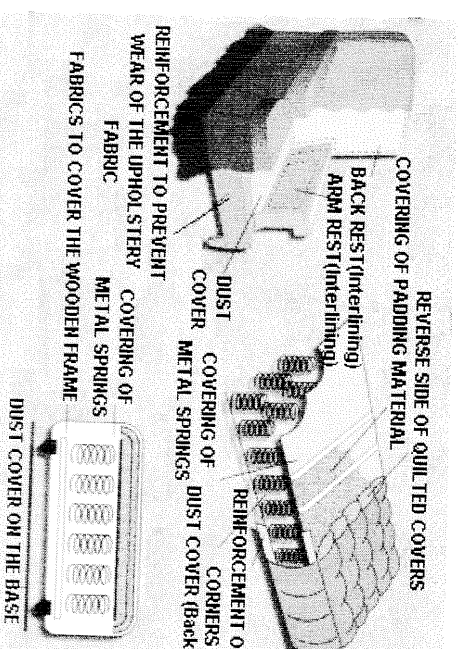 REVERSE SIDE OF QUILTED COVERS
COVERING OF PADDING MATERIAL
BACK REST(Interlining)
ARM REST(Interlining)
DUST
COVER
REINFORCEMENT TO PREVENT
WEAR OF THE UPHOLSTERY
FABRIC
FABRICS TO COVER THE WOODEN FRAME
COVERING OF
METAL SPRINGS
COVERING OF
METAL SPRINGS
REINFORCEMENT O
CORNERS
DUST COVER (Back
DUST COVER ON THE BASE